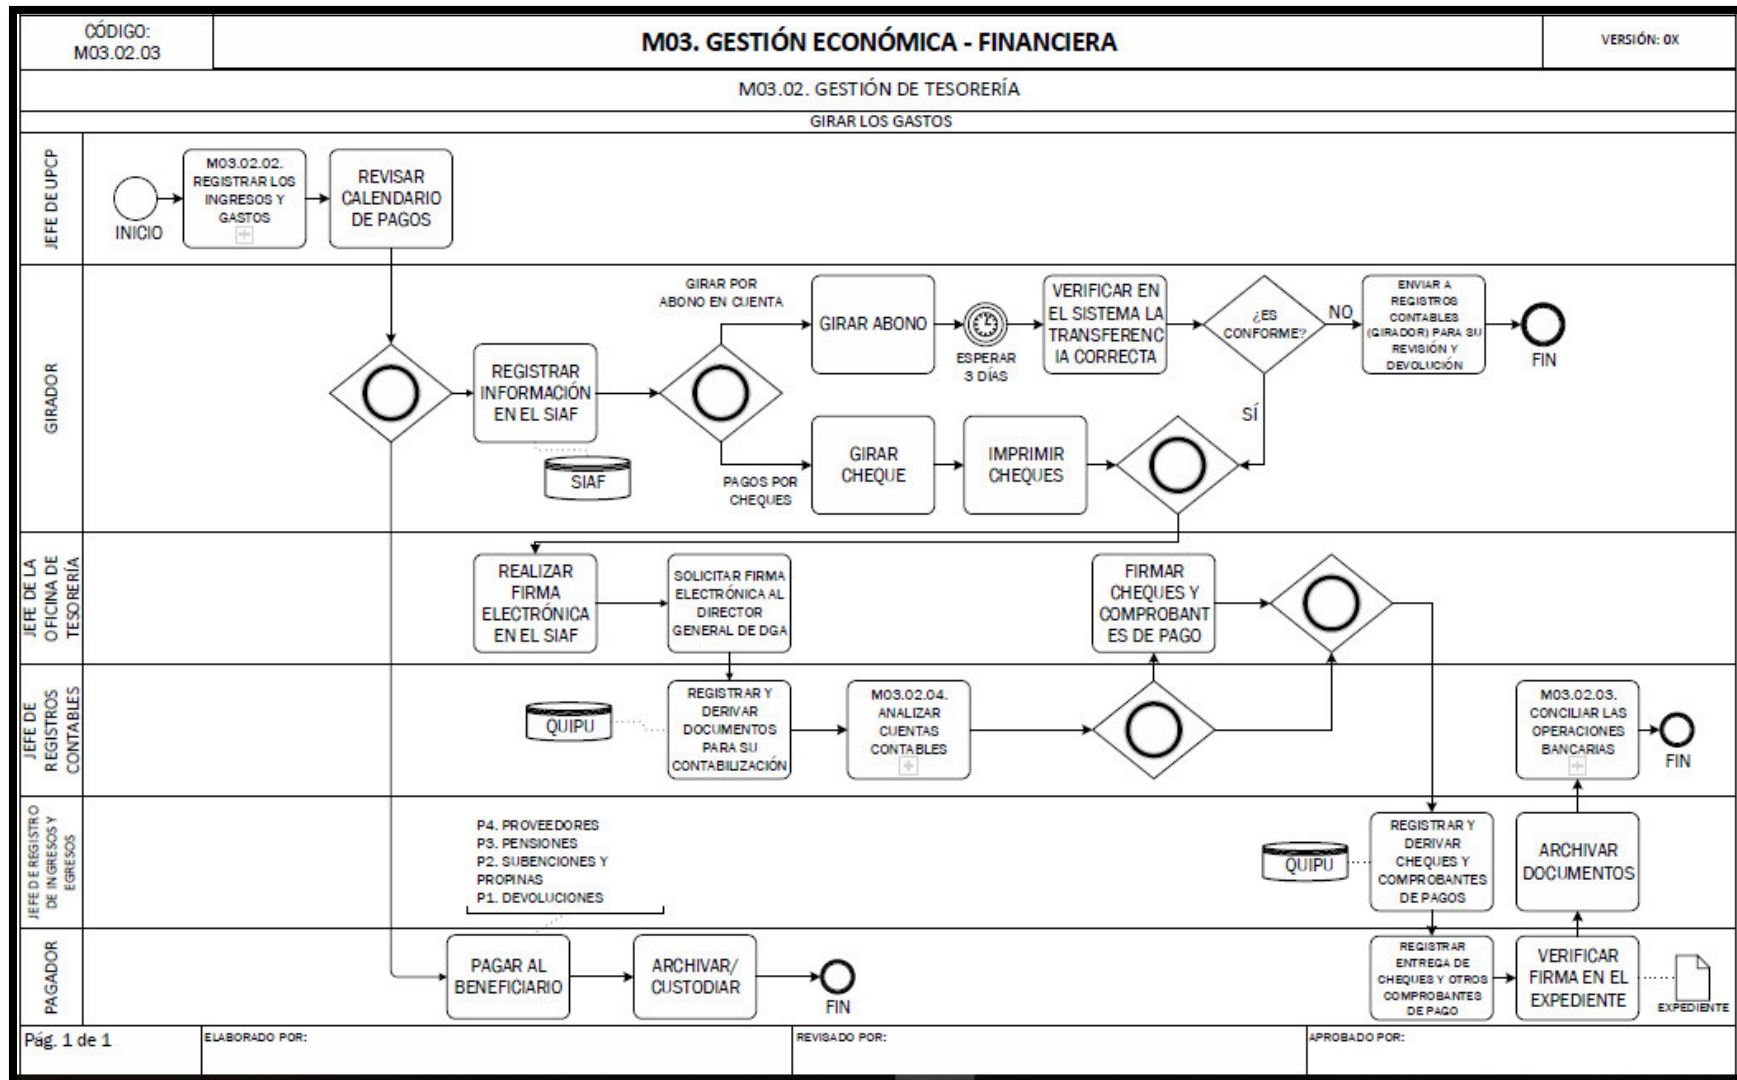 CÓDIGO:
M03.02.03
M03. GESTIÓN ECONÓMICA - FINANCIERA
VERSIÓN: 0X
M03.02. GESTIÓN DE TESORERÍA
GIRAR LOS GASTOS
JEFE DE UPCP
INICIO
M03.02.02.
REGISTRAR LOS
INGRESOS Y
GASTOS
REVISAR
CALENDARIO
DE PAGOS
GIRADOR
REGISTRAR
INFORMACIÓN
EN EL SIAF
SIAF
GIRAR POR
ABONO EN CUENTA
GIRAR ABONO
ESPERAR
3 DÍAS
VERIFICAR EN
EL SISTEMA LA
TRANSFERENC
IA CORRECTA
¿ES
CONFORME?
NO
ENVIAR A
REGISTROS
CONTABLES
(GIRADOR) PARA SU
REVISIÓN Y
DEVOLUCIÓN
FIN
SÍ
PAGOS POR
CHEQUES
GIRAR
CHEQUE
IMPRIMIR
CHEQUES
JEFE DE LA
OFICINA DE
TESORERÍA
REALIZAR
FIRMA
ELECTRÓNICA
EN EL SIAF
SOLICITAR FIRMA
ELECTRÓNICA AL
DIRECTOR
GENERAL DE DGA
FIRMAR
CHEQUES Y
COMPROBANT
ES DE PAGO
JEFE DE
REGISTROS
CONTABLES
QUIPU
REGISTRAR Y
DERIVAR
DOCUMENTOS
PARA SU
CONTABILIZACIÓN
M03.02.04.
ANALIZAR
CUENTAS
CONTABLES
M03.02.03.
CONCILIAR LAS
OPERACIONES
BANCARIAS
FIN
JEFE DE REGISTRO
DE INGRESOS Y
EGRESOS
P4. PROVEEDORES
P3. PENSIONES
P2. SUBENCIONES Y
PROPINAS
P1. DEVOLUCIONES
QUIPU
REGISTRAR Y
DERIVAR
CHEQUES Y
COMPROBANTES
DE PAGOS
ARCHIVAR
DOCUMENTOS
PAGADOR
PAGAR AL
BENEFICIARIO
ARCHIVAR/
CUSTODIAR
FIN
REGISTRAR
ENTREGA DE
CHEQUES Y OTROS
COMPROBANTES
DE PAGO
VERIFICAR
FIRMA EN EL
EXPEDIENTE
EXPEDIENTE
Pág. 1 de 1
ELABORADO POR:
REVISADO POR:
APROBADO POR: